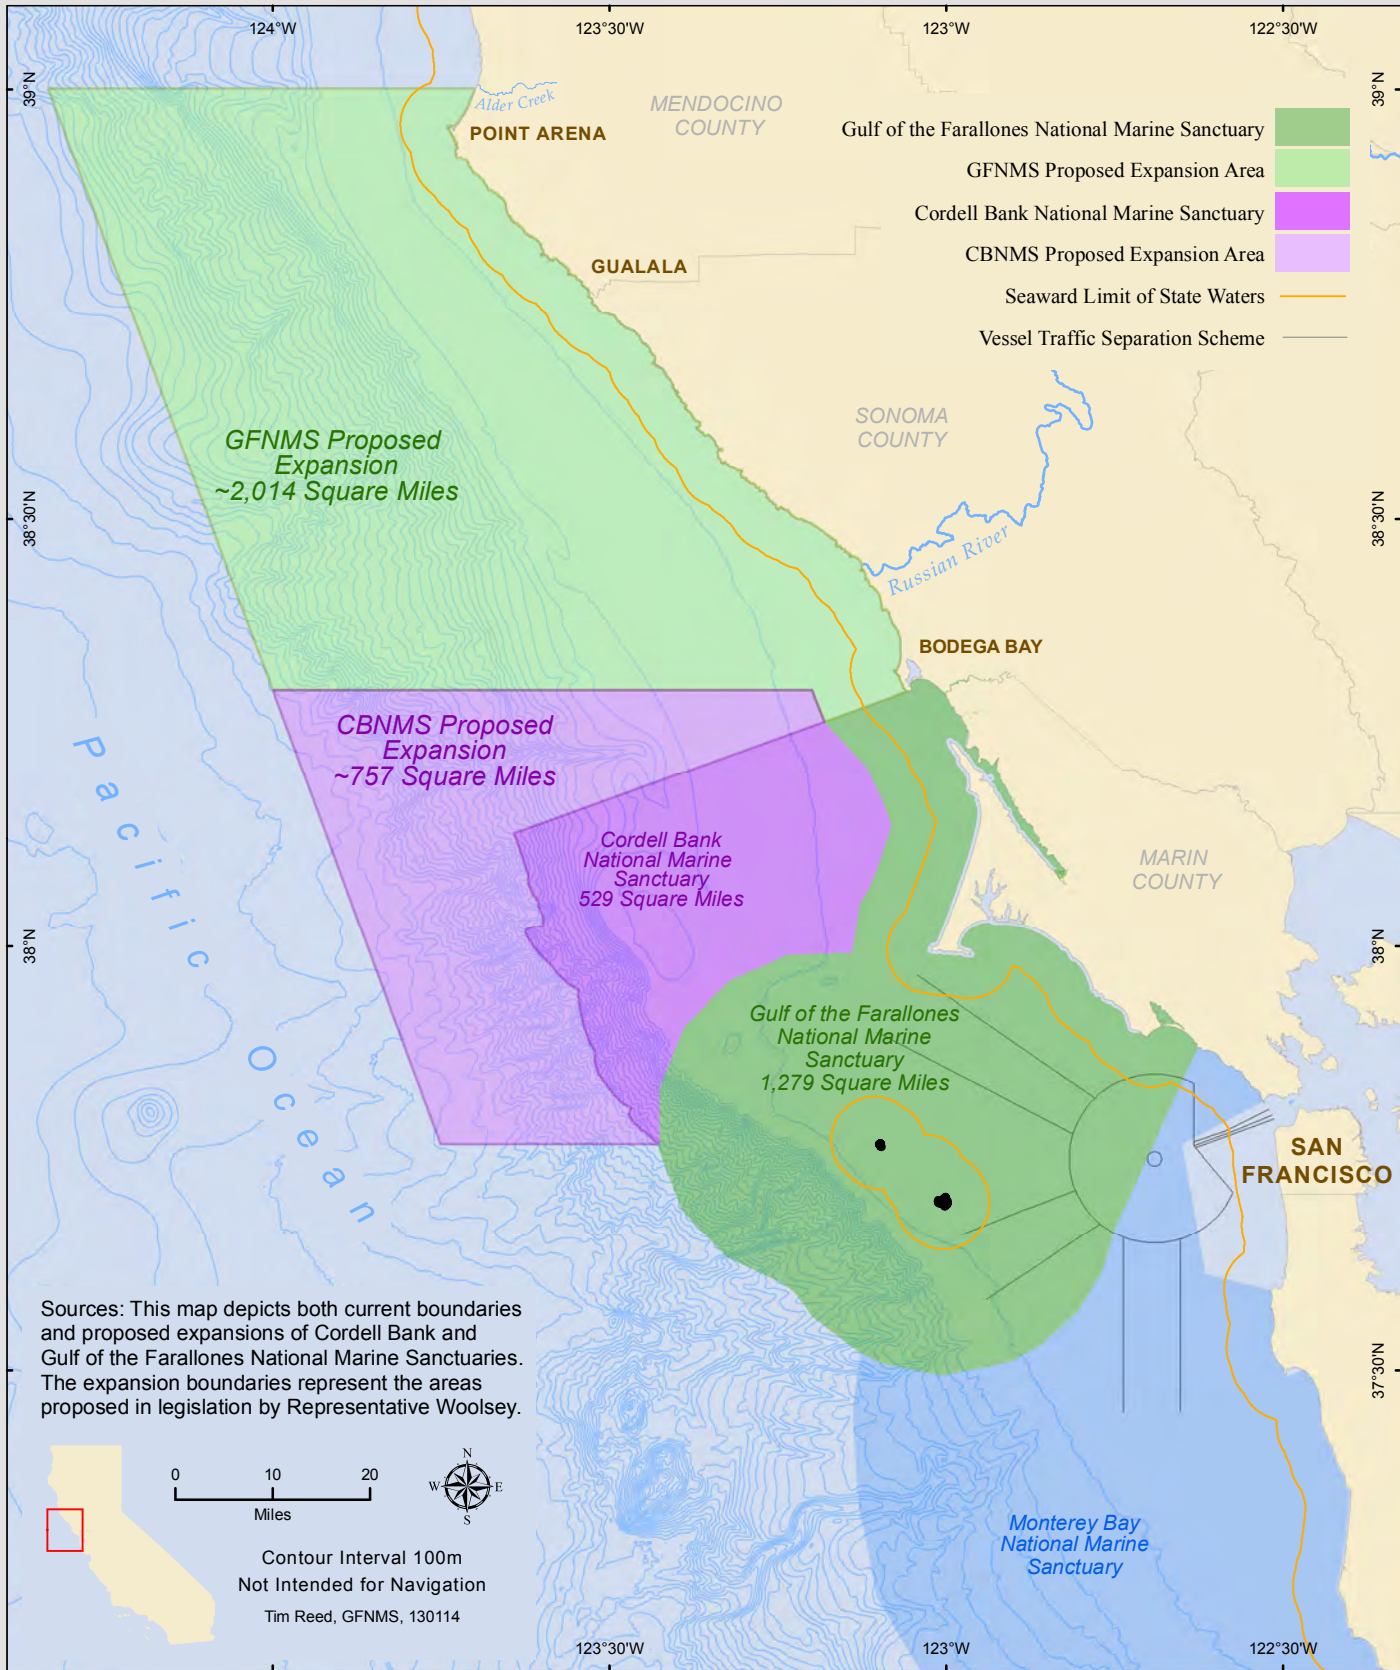 124°W
123°30'W
123°W
122°30'W
39°N
39°N
Alder Creek
POINT ARENA
MENDOCINO
COUNTY
Gulf of the Farallones National Marine Sanctuary
GFNMS Proposed Expansion Area
Cordell Bank National Marine Sanctuary
CBNMS Proposed Expansion Area
Seaward Limit of State Waters
Vessel Traffic Separation Scheme
GUALALA
SONOMA
COUNTY
GFNMS Proposed
Expansion
~2,014 Square Miles
38°30'N
38°30'N
Russian River
BODEGA BAY
CBNMS Proposed
Expansion
~757 Square Miles
Pacific Ocean
Cordell Bank
National Marine
Sanctuary
529 Square Miles
MARIN
COUNTY
38°N
38°N
Gulf of the Farallones
National Marine
Sanctuary
1,279 Square Miles
SAN
FRANCISCO
Sources: This map depicts both current boundaries
and proposed expansions of Cordell Bank and
Gulf of the Farallones National Marine Sanctuaries.
The expansion boundaries represent the areas
proposed in legislation by Representative Woolsey.
37°30'N
0 10 20
Miles
N
W E
S
Contour Interval 100m
Not Intended for Navigation
Tim Reed, GFNMS, 130114
Monterey Bay
National Marine
Sanctuary
123°30'W
123°W
122°30'W